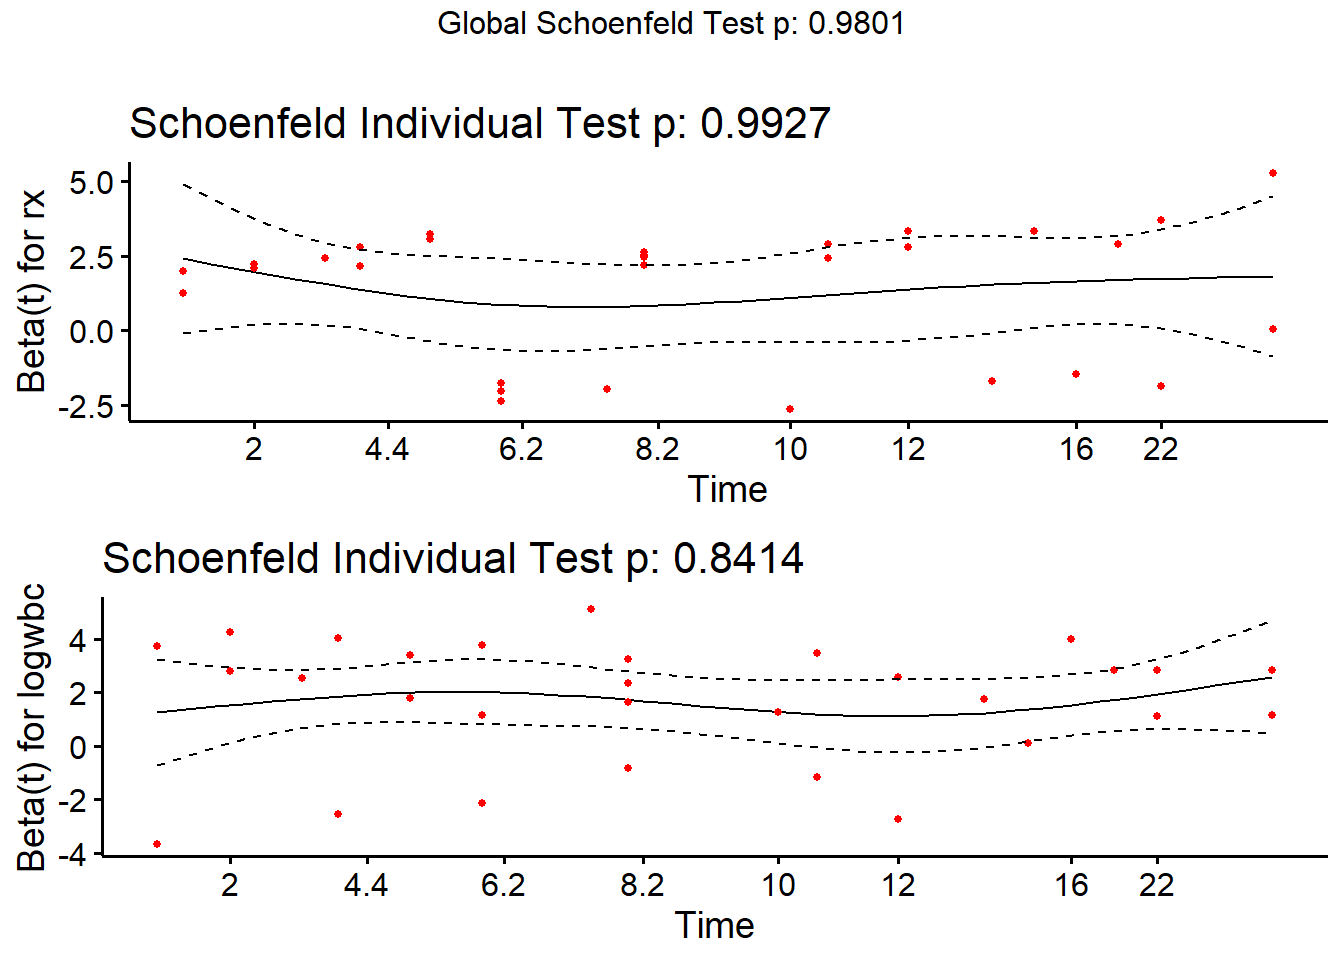 Global Schoenfeld Test p: 0.9801
Schoenfeld Individual Test p: 0.9927
Beta(t) for rx
5.0
2.5
0.0
-2.5
2 4.4 6.2 8.2 10 12 16 22
Time
Schoenfeld Individual Test p: 0.8414
Beta(t) for logwbc
4
2
0
-2
-4
2 4.4 6.2 8.2 10 12 16 22
Time